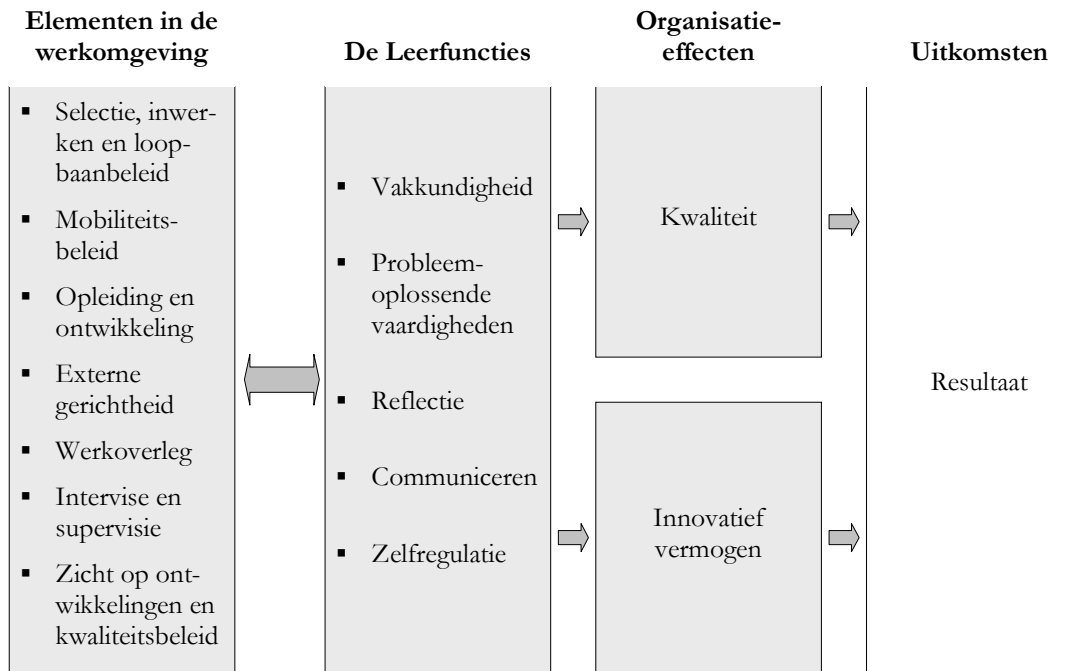 Elementen in de
werkomgeving
▪ Selectie, inwer-
ken en loop-
baanbeleid
▪ Mobiliteits-
beleid
▪ Opleiding en
ontwikkeling
▪ Externe
gerichtheid
▪ Werkoverleg
▪ Intervise en
supervisie
▪ Zicht op ont-
wikkelingen en
kwaliteitsbeleid
De Leerfuncties
▪ Vakkundigheid
▪ Probleem-
oplossende
vaardigheden
▪ Reflectie
▪ Communiceren
▪ Zelfregulatie
Organisatie-
effecten
Kwaliteit
Innovatief
vermogen
Uitkomsten
Resultaat